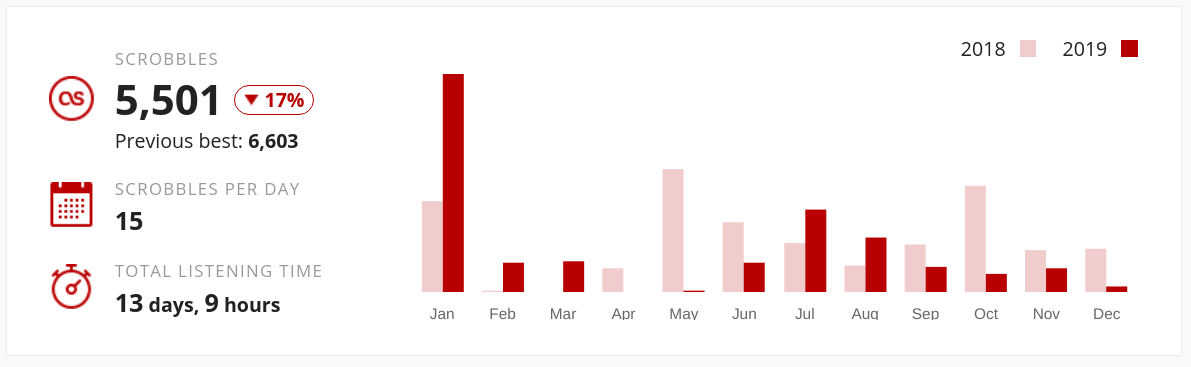 SCROBBLES
5,501 ▼ 17%
Previous best: 6,603
SCROBBLES PER DAY
15
TOTAL LISTENING TIME
13 days, 9 hours
2018 2019
Jan Feb Mar Apr May Jun Jul Aug Sep Oct Nov Dec